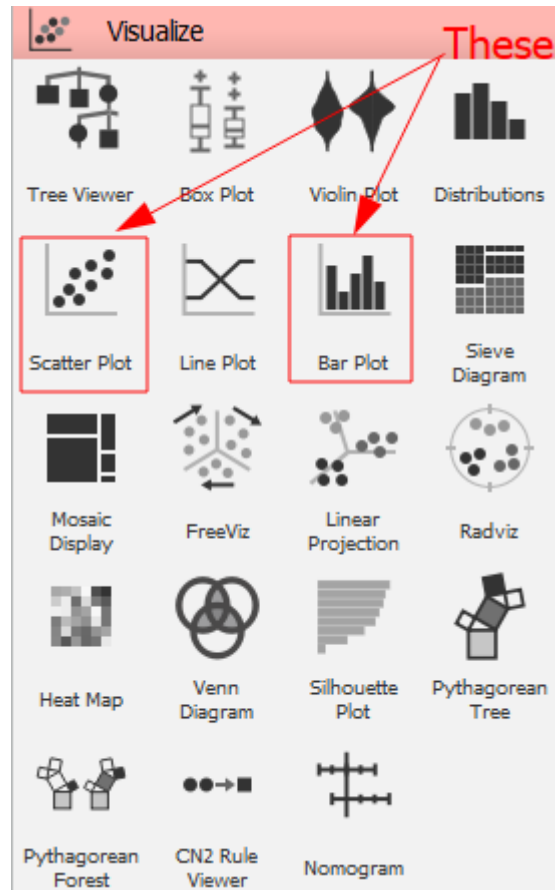 Visualize
These
Tree Viewer
Box Plot
Violin Plot
Distributions
Scatter Plot
Line Plot
Bar Plot
Sieve
Diagram
Mosaic
Display
FreeViz
Linear
Projection
Radviz
Heat Map
Venn
Diagram
Silhouette
Plot
Pythagorean
Tree
Pythagorean
Forest
CN2 Rule
Viewer
Nomogram